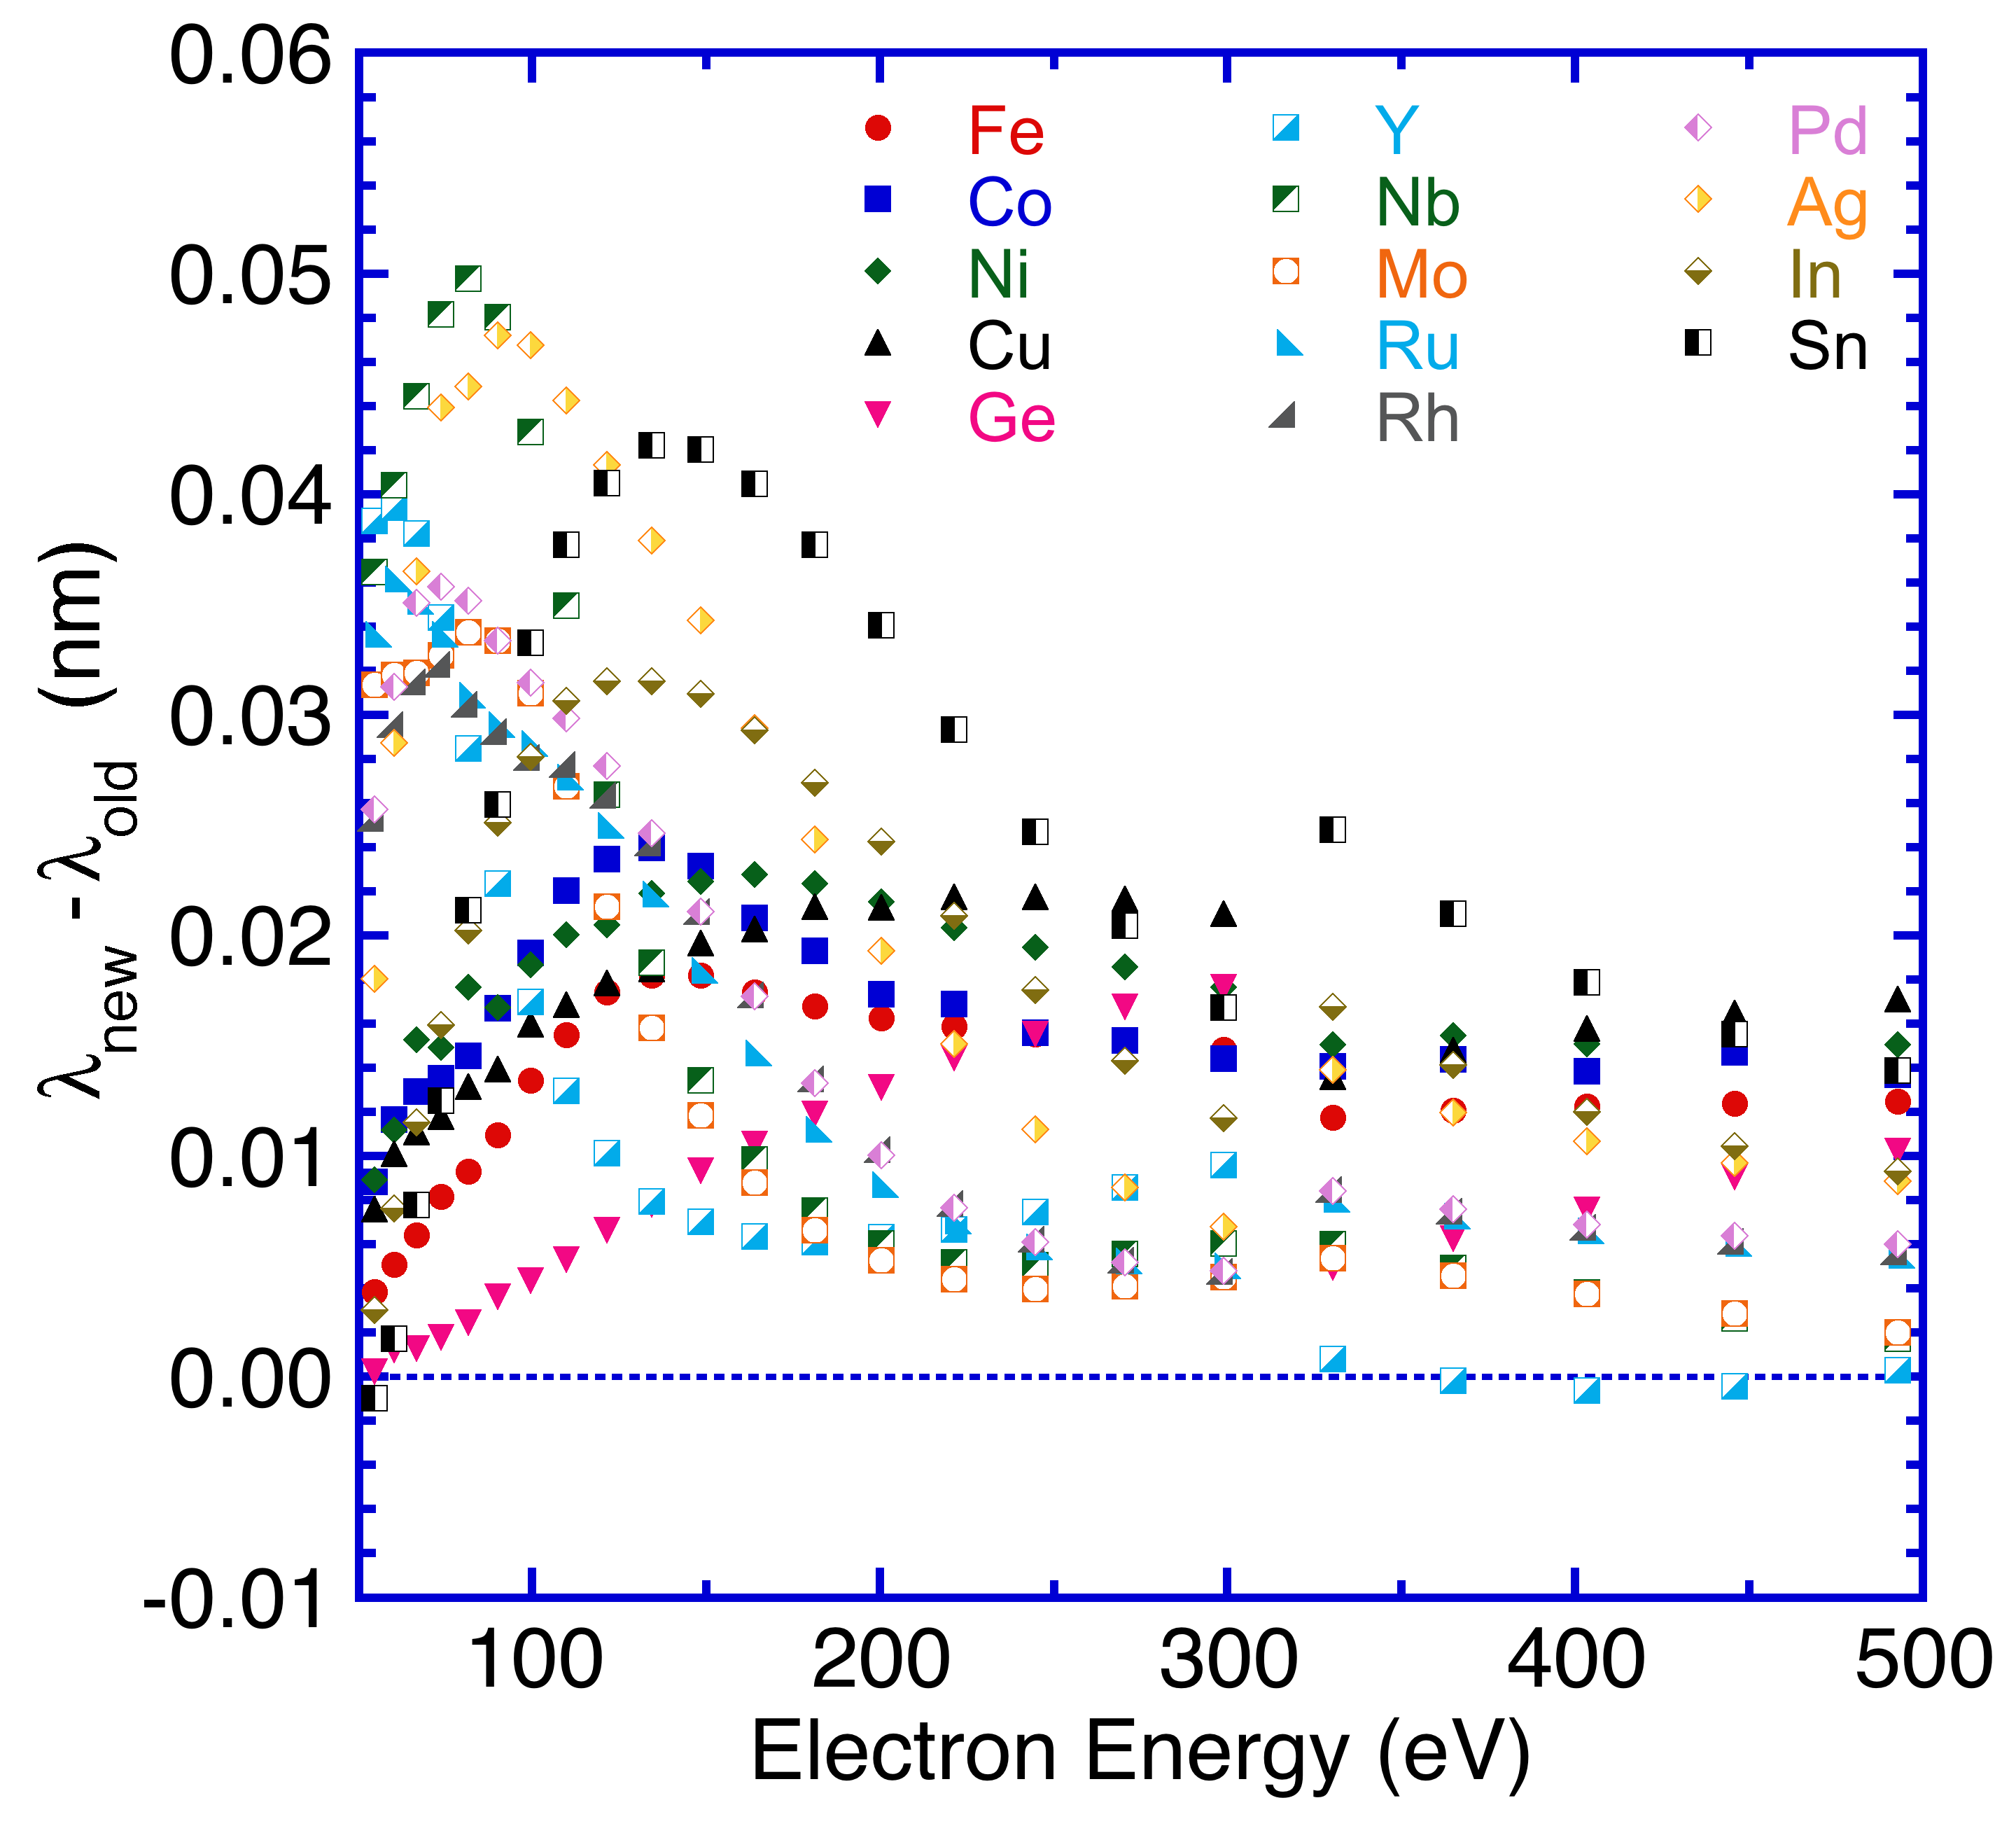 0.06
0.05
0.04
0.03
0.02
0.01
0.00
-0.01
λnew - λold (nm)
Fe
Co
Ni
Cu
Ge
Y
Nb
Mo
Ru
Rh
Pd
Ag
In
Sn
100 200 300 400 500
Electron Energy (eV)